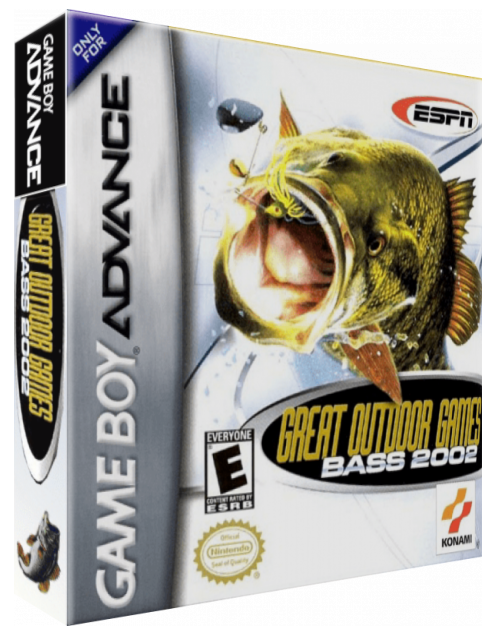 GAME BOY
ADVANCE
GREAT OUTDOOR GAMES
BASS 2002
ONLY
FOR
GAME BOY ADVANCE
ESPN
GREAT OUTDOOR GAMES
BASS 2002
EVERYONE
E
CONTENT RATED BY
ESRB
Official
Nintendo
Seal of Quality
KONAMI